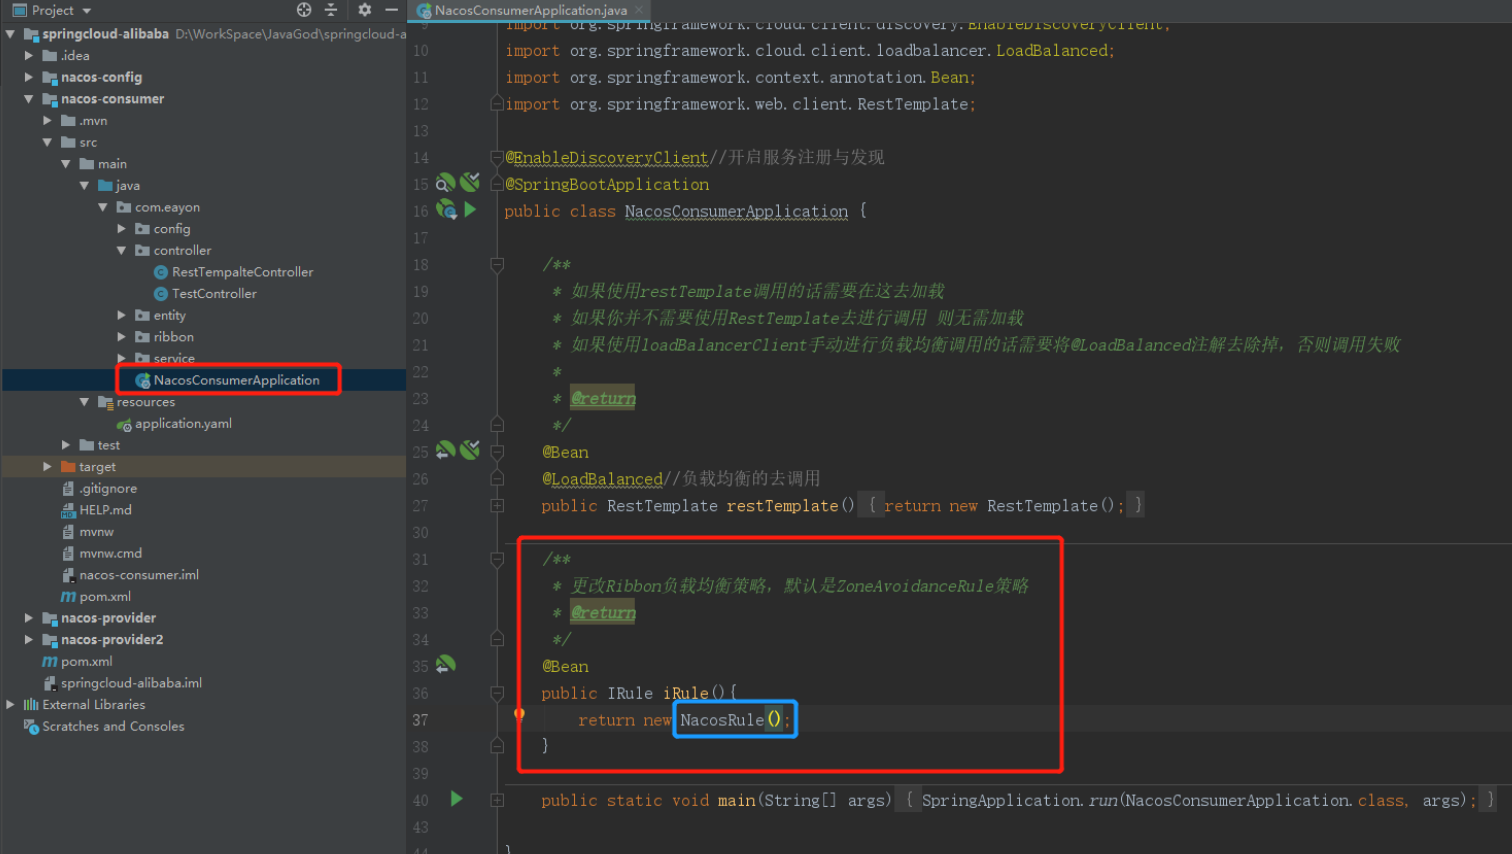 Project
springcloud-alibaba D:\WorkSpace\JavaGod\springcloud-a
.idea
nacos-config
nacos-consumer
.mvn
src
main
java
com.eayon
config
controller
RestTempalteController
TestController
entity
ribbon
service
NacosConsumerApplication
resources
application.yaml
test
target
.gitignore
HELP.md
mvnw
mvnw.cmd
nacos-consumer.iml
pom.xml
nacos-provider
nacos-provider2
pom.xml
springcloud-alibaba.iml
External Libraries
Scratches and Consoles
NacosConsumerApplication.java
9 import org.springframework.cloud.client.discovery.EnableDiscoveryClient;
10 import org.springframework.cloud.client.loadbalancer.LoadBalanced;
11 import org.springframework.context.annotation.Bean;
12 import org.springframework.web.client.RestTemplate;
13
14 @EnableDiscoveryClient//开启服务注册与发现
15 @SpringBootApplication
16 public class NacosConsumerApplication {
17
18 /**
19 * 如果使用restTemplate调用的话需要在这去加载
20 * 如果你并不需要使用RestTemplate去进行调用 则无需加载
21 * 如果使用loadBalancerClient手动进行负载均衡调用的话需要将@LoadBalanced注解去除掉，否则调用失败
22 *
23 * @return
24 */
25 @Bean
26 @LoadBalanced//负载均衡的去调用
27 public RestTemplate restTemplate() { return new RestTemplate(); }
30
31 /**
32 * 更改Ribbon负载均衡策略，默认是ZoneAvoidanceRule策略
33 * @return
34 */
35 @Bean
36 public IRule iRule(){
37 return new NacosRule();
38 }
39
40 public static void main(String[] args) { SpringApplication.run(NacosConsumerApplication.class, args); }
43
44 }